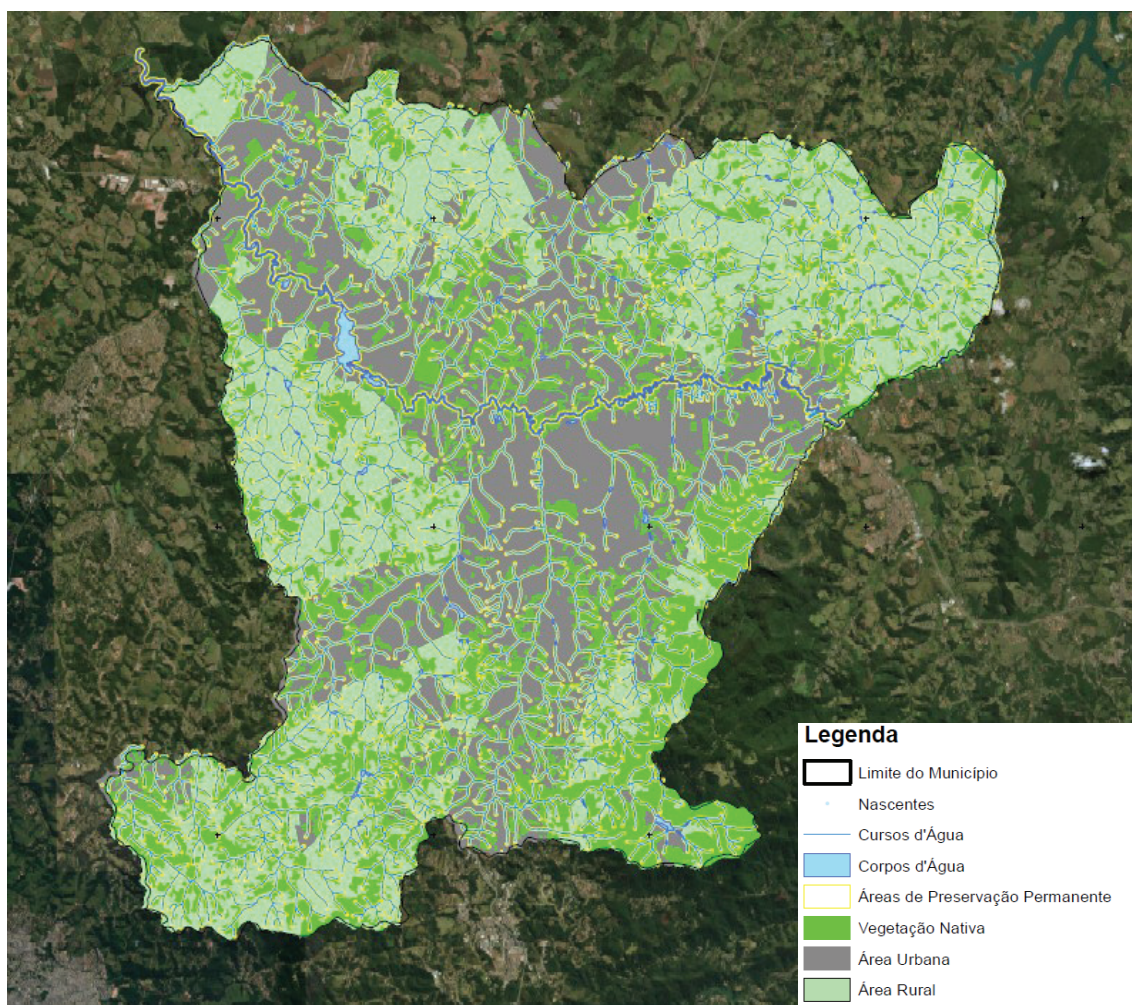 Legenda
Limite do Município
Nascentes
Cursos d'Água
Corpos d'Água
Áreas de Preservação Permanente
Vegetação Nativa
Área Urbana
Área Rural